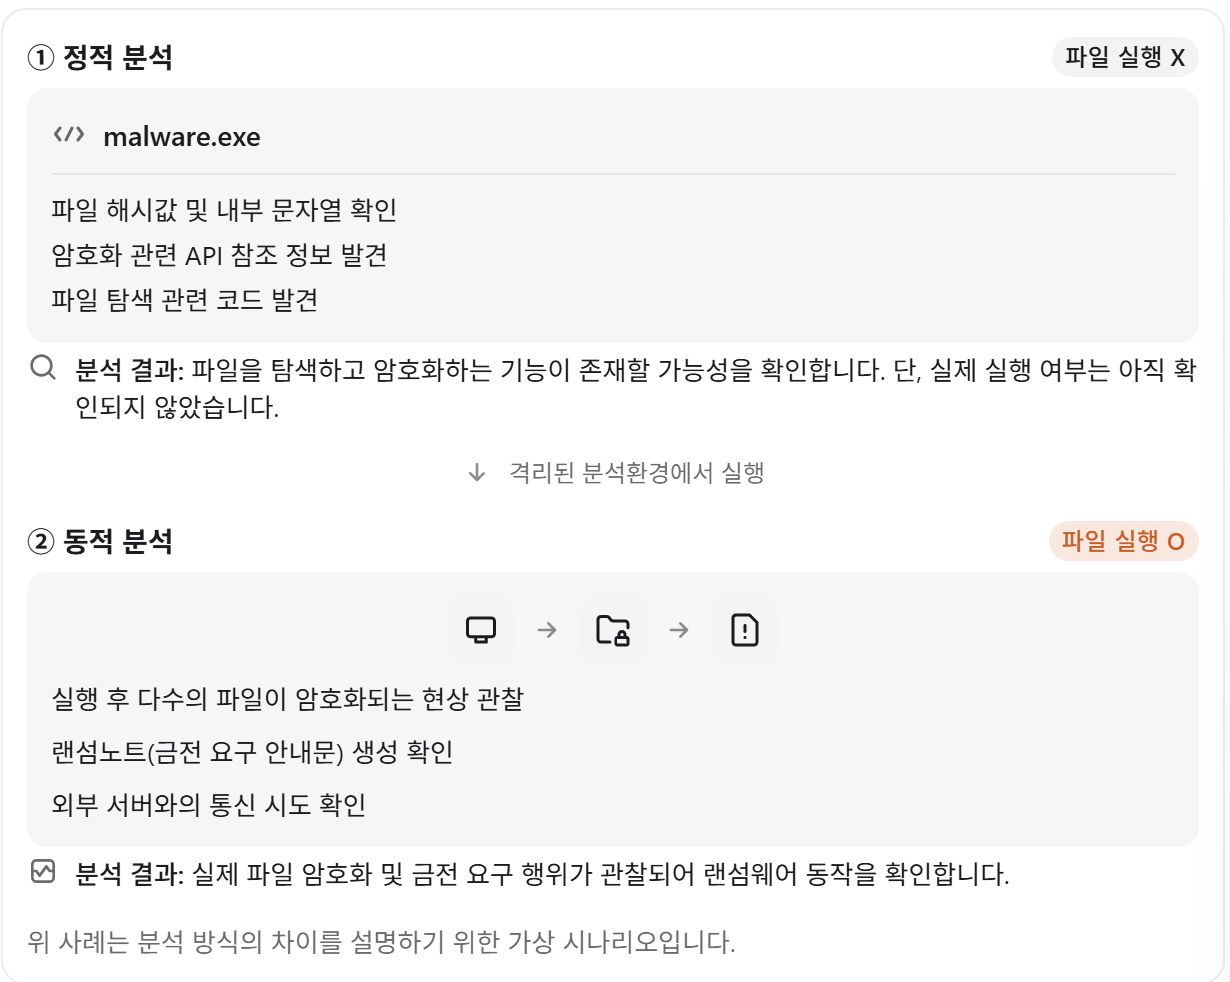 ① 정적 분석
파일 실행 X
malware.exe
파일 해시값 및 내부 문자열 확인
암호화 관련 API 참조 정보 발견
파일 탐색 관련 코드 발견
분석 결과: 파일을 탐색하고 암호화하는 기능이 존재할 가능성을 확인합니다. 단, 실제 실행 여부는 아직 확
인되지 않았습니다.
↓ 격리된 분석환경에서 실행
② 동적 분석
파일 실행 O
실행 후 다수의 파일이 암호화되는 현상 관찰
랜섬노트(금전 요구 안내문) 생성 확인
외부 서버와의 통신 시도 확인
분석 결과: 실제 파일 암호화 및 금전 요구 행위가 관찰되어 랜섬웨어 동작을 확인합니다.
위 사례는 분석 방식의 차이를 설명하기 위한 가상 시나리오입니다.